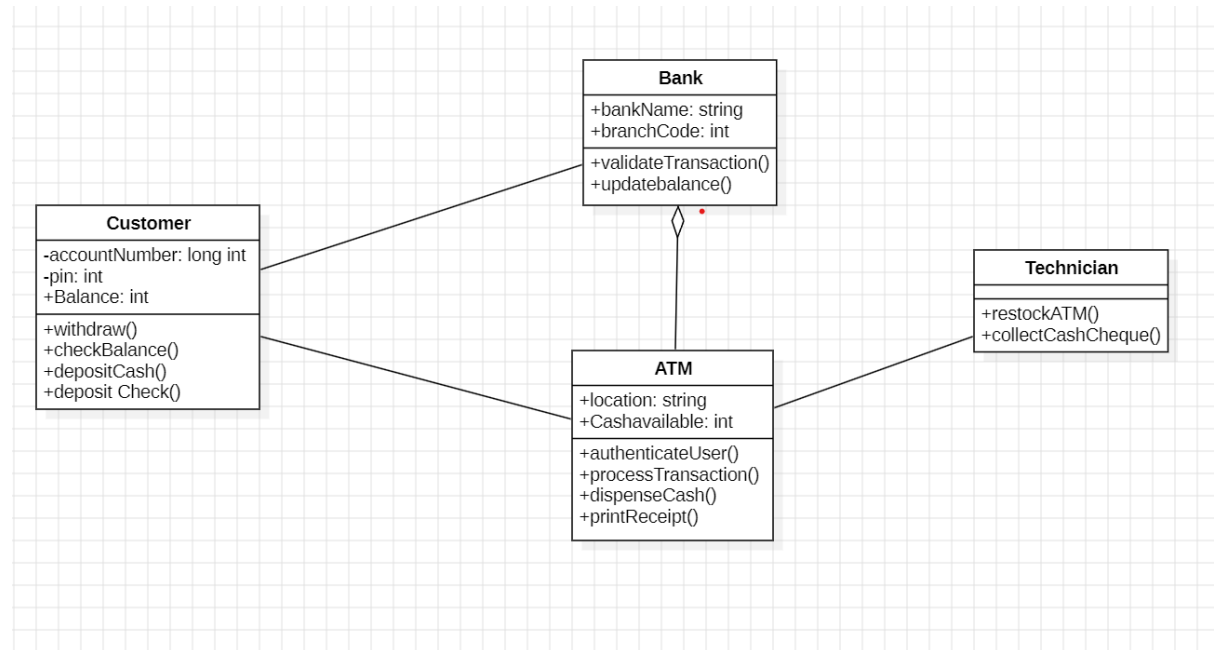 Bank
+bankName: string
+branchCode: int
+validateTransaction()
+updatebalance()
Customer
-accountNumber: long int
-pin: int
+Balance: int
+withdraw()
+checkBalance()
+depositCash()
+deposit Check()
Technician
+restockATM()
+collectCashCheque()
ATM
+location: string
+Cashavailable: int
+authenticateUser()
+processTransaction()
+dispenseCash()
+printReceipt()